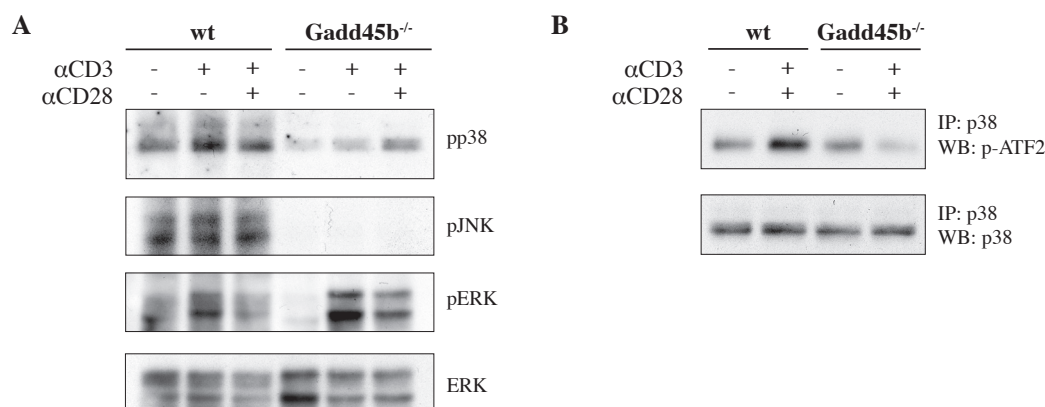 A
wt Gadd45b-/-
αCD3 - + + - + +
αCD28 - - + - - +
pp38
pJNK
pERK
ERK
B
wt Gadd45b-/-
αCD3 - + - +
αCD28 - + - +
IP: p38
WB: p-ATF2
IP: p38
WB: p38